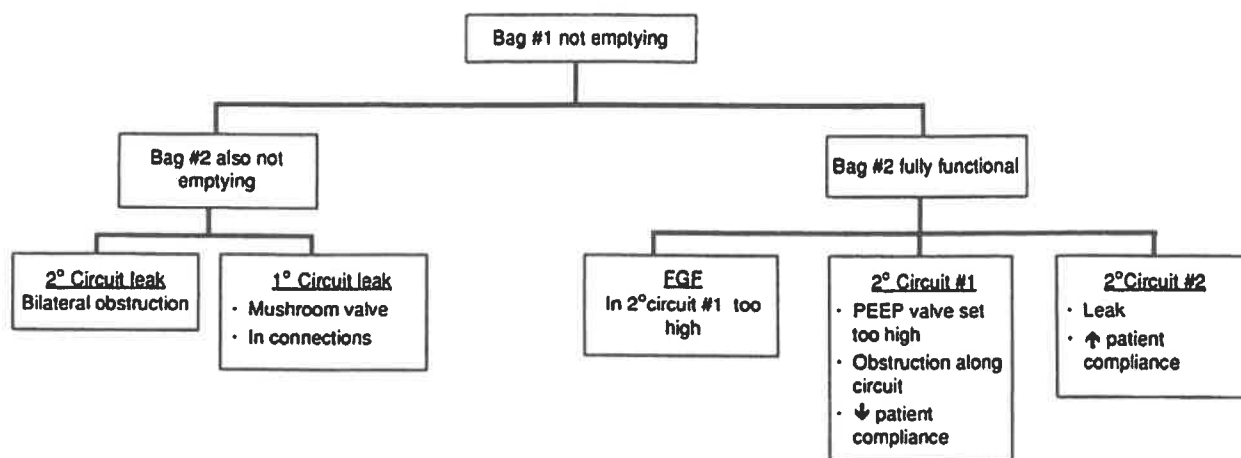 Bag #1 not emptying
Bag #2 also not
emptying
Bag #2 fully functional
2° Circuit leak
Bilateral obstruction
1° Circuit leak
· Mushroom valve
· In connections
FGF
In 2°circuit #1 too
high
2° Circuit #1
· PEEP valve set
too high
· Obstruction along
circuit
· ↓ patient
compliance
2°Circuit #2
· Leak
· ↑ patient
compliance